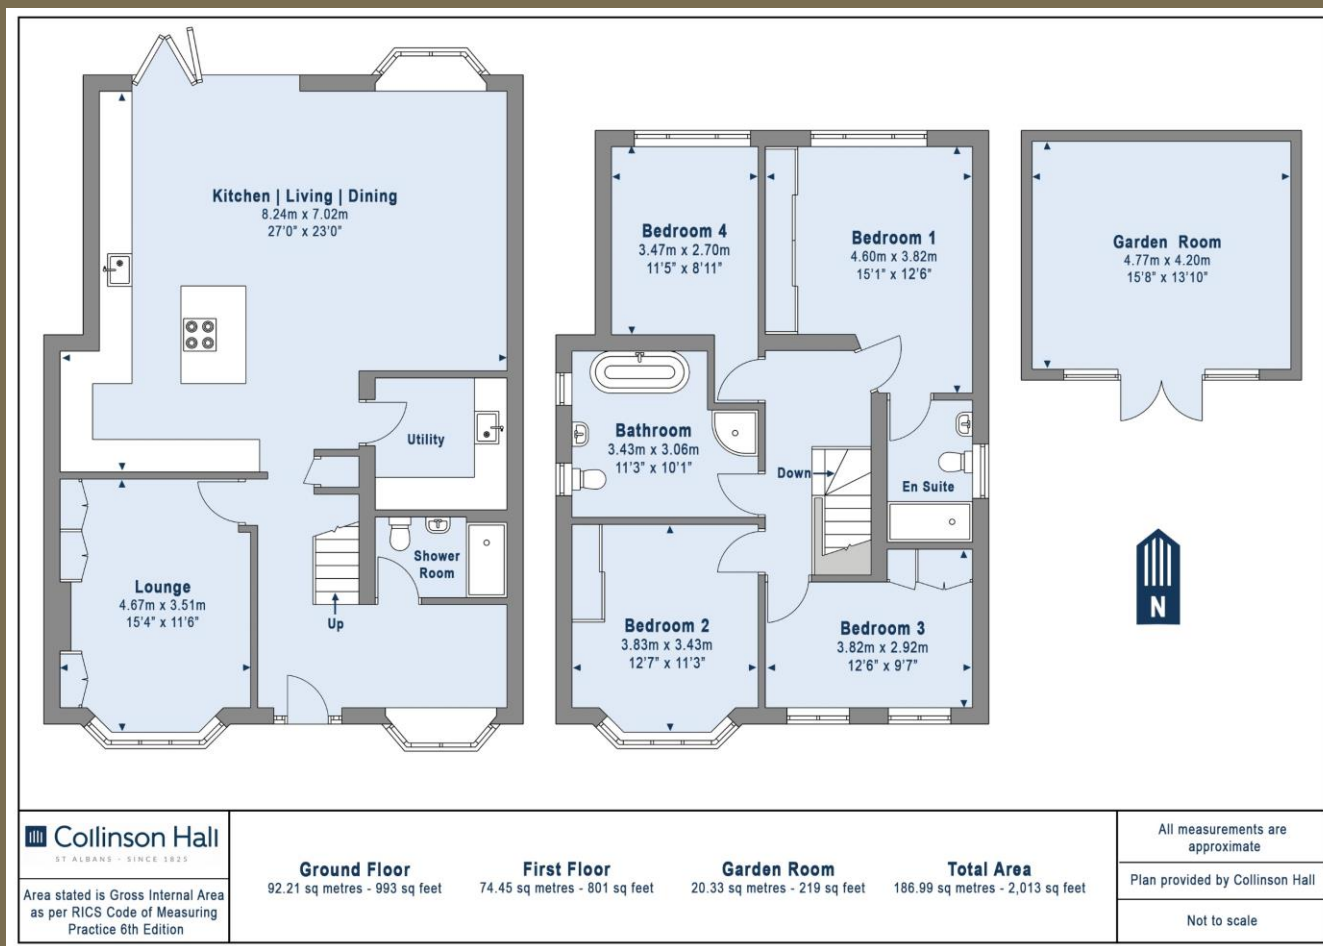 Kitchen | Living | Dining
8.24m x 7.02m
27'0" x 23'0"
Utility
Shower
Room
Lounge
4.67m x 3.51m
15'4" x 11'6"
Up
Bedroom 4
3.47m x 2.70m
11'5" x 8'11"
Bedroom 1
4.60m x 3.82m
15'1" x 12'6"
Bathroom
3.43m x 3.06m
11'3" x 10'1"
Down
En Suite
Bedroom 2
3.83m x 3.43m
12'7" x 11'3"
Bedroom 3
3.82m x 2.92m
12'6" x 9'7"
Garden Room
4.77m x 4.20m
15'8" x 13'10"
N
Collinson Hall
ST ALBANS - SINCE 1825
Area stated is Gross Internal Area
as per RICS Code of Measuring
Practice 6th Edition
Ground Floor
92.21 sq metres - 993 sq feet
First Floor
74.45 sq metres - 801 sq feet
Garden Room
20.33 sq metres - 219 sq feet
Total Area
186.99 sq metres - 2,013 sq feet
All measurements are
approximate
Plan provided by Collinson Hall
Not to scale